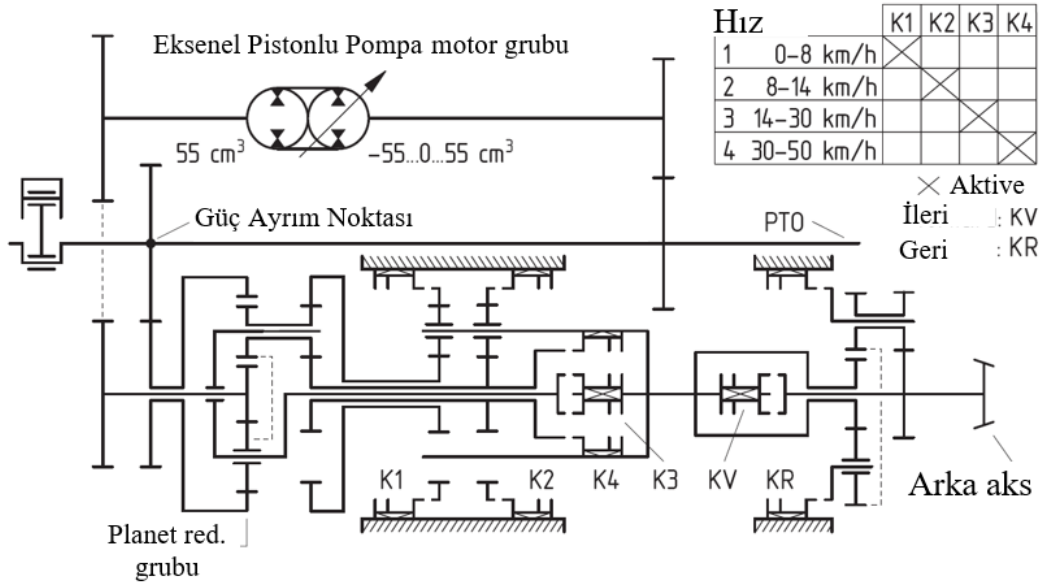 Eksenel Pistonlu Pompa motor grubu
55 cm³
–55...0...55 cm³
Hız K1 K2 K3 K4
1 0–8 km/h
2 8–14 km/h
3 14–30 km/h
4 30–50 km/h
Aktive
İleri : KV
Geri : KR
Güç Ayrım Noktası
PTO
K1 K2 K4 K3 KV KR
Arka aks
Planet red.
grubu